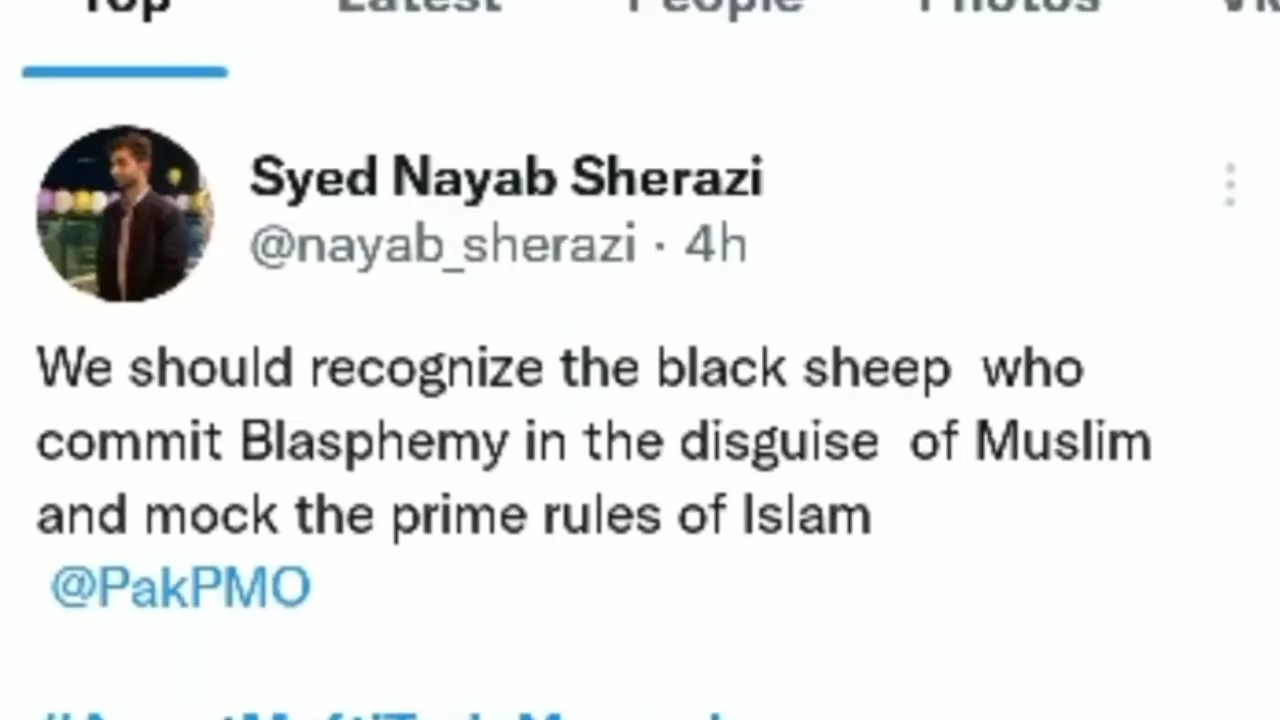 Top Latest People Photos
Syed Nayab Sherazi
@nayab_sherazi · 4h
We should recognize the black sheep who
commit Blasphemy in the disguise of Muslim
and mock the prime rules of Islam
@PakPMO